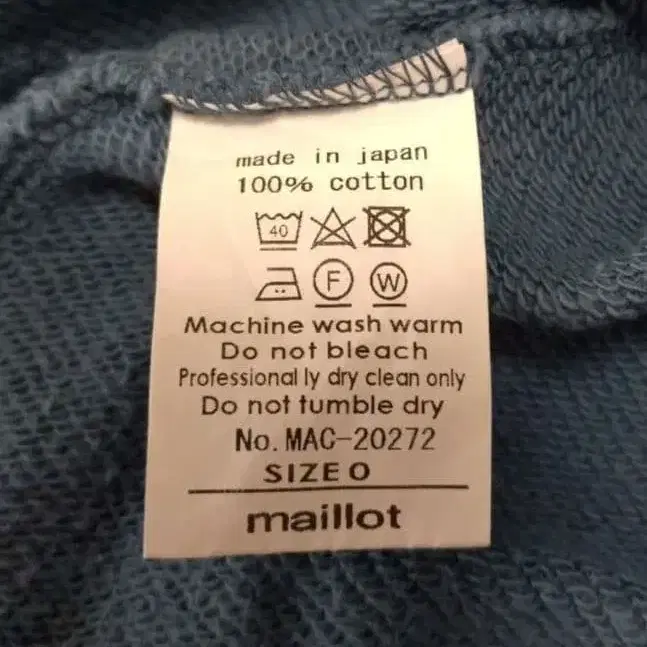 made in japan
100% cotton
40
F W
Machine wash warm
Do not bleach
Professional ly dry clean only
Do not tumble dry
No. MAC-20272
SIZE 0
maillot